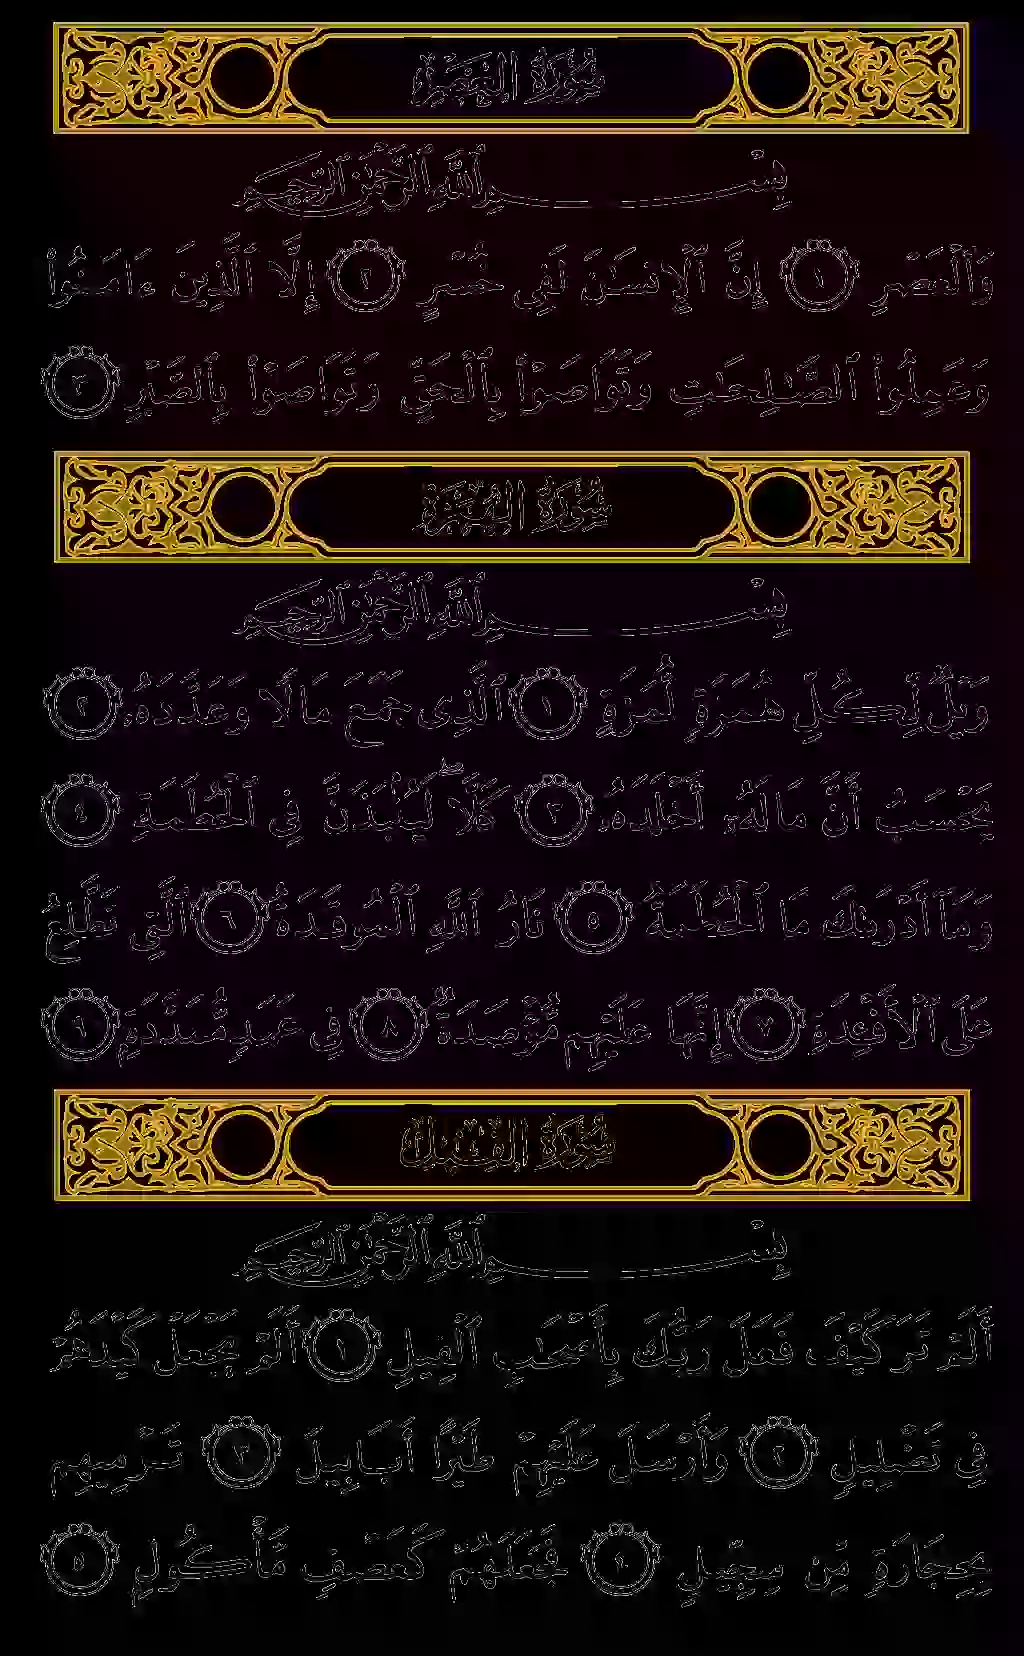 سُورَةُ العَصْرِ
بِسْمِ ٱللَّهِ ٱلرَّحْمَٰنِ ٱلرَّحِيمِ
وَٱلْعَصْرِ ١ إِنَّ ٱلْإِنسَٰنَ لَفِى خُسْرٍ ٢ إِلَّا ٱلَّذِينَ ءَامَنُوا۟
وَعَمِلُوا۟ ٱلصَّٰلِحَٰتِ وَتَوَاصَوْا۟ بِٱلْحَقِّ وَتَوَاصَوْا۟ بِٱلصَّبْرِ ٣
سُورَةُ الهُمَزَةِ
بِسْمِ ٱللَّهِ ٱلرَّحْمَٰنِ ٱلرَّحِيمِ
وَيْلٌ لِّكُلِّ هُمَزَةٍ لُّمَزَةٍ ١ ٱلَّذِى جَمَعَ مَالًا وَعَدَّدَهُۥ ٢
يَحْسَبُ أَنَّ مَالَهُۥٓ أَخْلَدَهُۥ ٣ كَلَّا ۖ لَيُنۢبَذَنَّ فِى ٱلْحُطَمَةِ ٤
وَمَآ أَدْرَىٰكَ مَا ٱلْحُطَمَةُ ٥ نَارُ ٱللَّهِ ٱلْمُوقَدَةُ ٦ ٱلَّتِى تَطَّلِعُ
عَلَى ٱلْأَفْـِٔدَةِ ٧ إِنَّهَا عَلَيْهِم مُّؤْصَدَةٌ ٨ فِى عَمَدٍ مُّمَدَّدَةٍۭ ٩
سُورَةُ الفِيلِ
بِسْمِ ٱللَّهِ ٱلرَّحْمَٰنِ ٱلرَّحِيمِ
أَلَمْ تَرَ كَيْفَ فَعَلَ رَبُّكَ بِأَصْحَٰبِ ٱلْفِيلِ ١ أَلَمْ يَجْعَلْ كَيْدَهُمْ
فِى تَضْلِيلٍ ٢ وَأَرْسَلَ عَلَيْهِمْ طَيْرًا أَبَابِيلَ ٣ تَرْمِيهِم
بِحِجَارَةٍ مِّن سِجِّيلٍ ٤ فَجَعَلَهُمْ كَعَصْفٍ مَّأْكُولٍۭ ٥